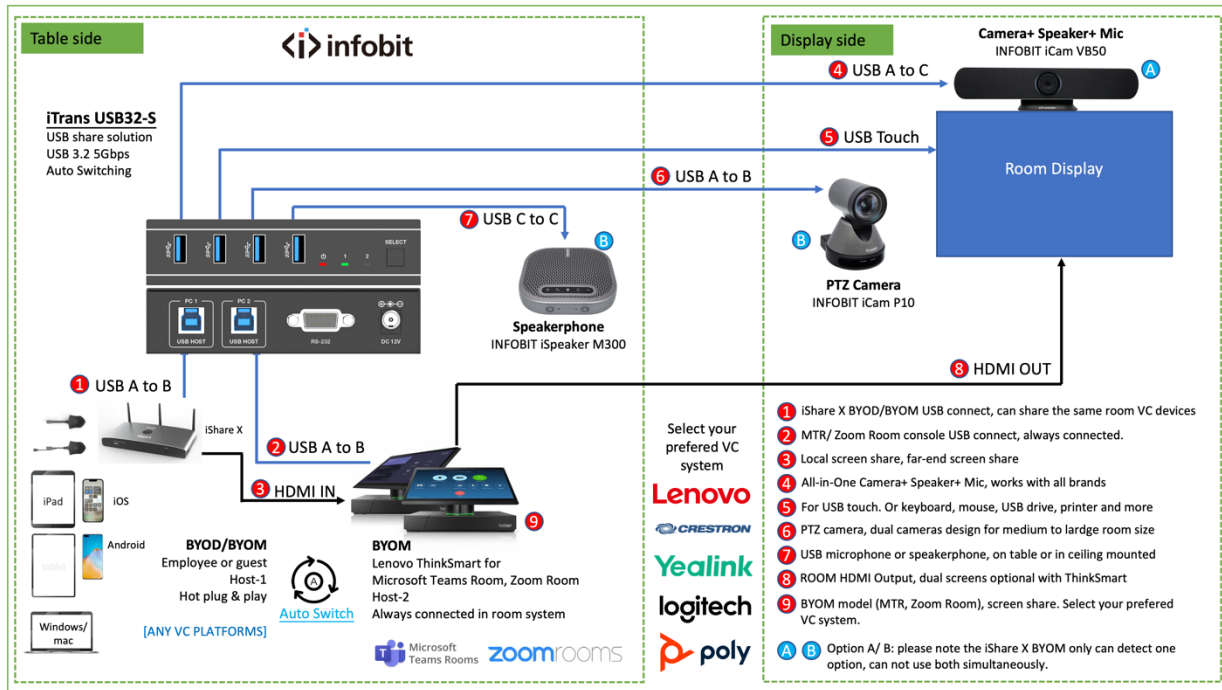 Table side
infobit
Display side
Camera+ Speaker+ Mic
INFOBIT iCam VB50
4 USB A to C
A
iTrans USB32-S
USB share solution
USB 3.2 5Gbps
Auto Switching
5 USB Touch
Room Display
6 USB A to B
7 USB C to C
B
B
SELECT
1
2
PC 1
PC 2
USB HOST
USB HOST
RS-232
DC 12V
Speakerphone
INFOBIT iSpeaker M300
PTZ Camera
INFOBIT iCam P10
8 HDMI OUT
1 USB A to B
iShare X
2 USB A to B
3 HDMI IN
9
iPad
iOS
Android
tablet
Windows/
mac
BYOD/BYOM
Employee or guest
Host-1
Hot plug & play
[ANY VC PLATFORMS]
A
Auto Switch
BYOM
Lenovo ThinkSmart for
Microsoft Teams Room, Zoom Room
Host-2
Always connected in room system
Microsoft
Teams Rooms
zoomrooms
Select your
prefered VC
system
Lenovo
CRESTRON
Yealink
logitech
poly
1 iShare X BYOD/BYOM USB connect, can share the same room VC devices
2 MTR/ Zoom Room console USB connect, always connected.
3 Local screen share, far-end screen share
4 All-in-One Camera+ Speaker+ Mic, works with all brands
5 For USB touch. Or keyboard, mouse, USB drive, printer and more
6 PTZ camera, dual cameras design for medium to lardge room size
7 USB microphone or speakerphone, on table or in ceiling mounted
8 ROOM HDMI Output, dual screens optional with ThinkSmart
9 BYOM model (MTR, Zoom Room), screen share. Select your prefered
VC system.
A B Option A/ B: please note the iShare X BYOM only can detect one
option, can not use both simultaneously.